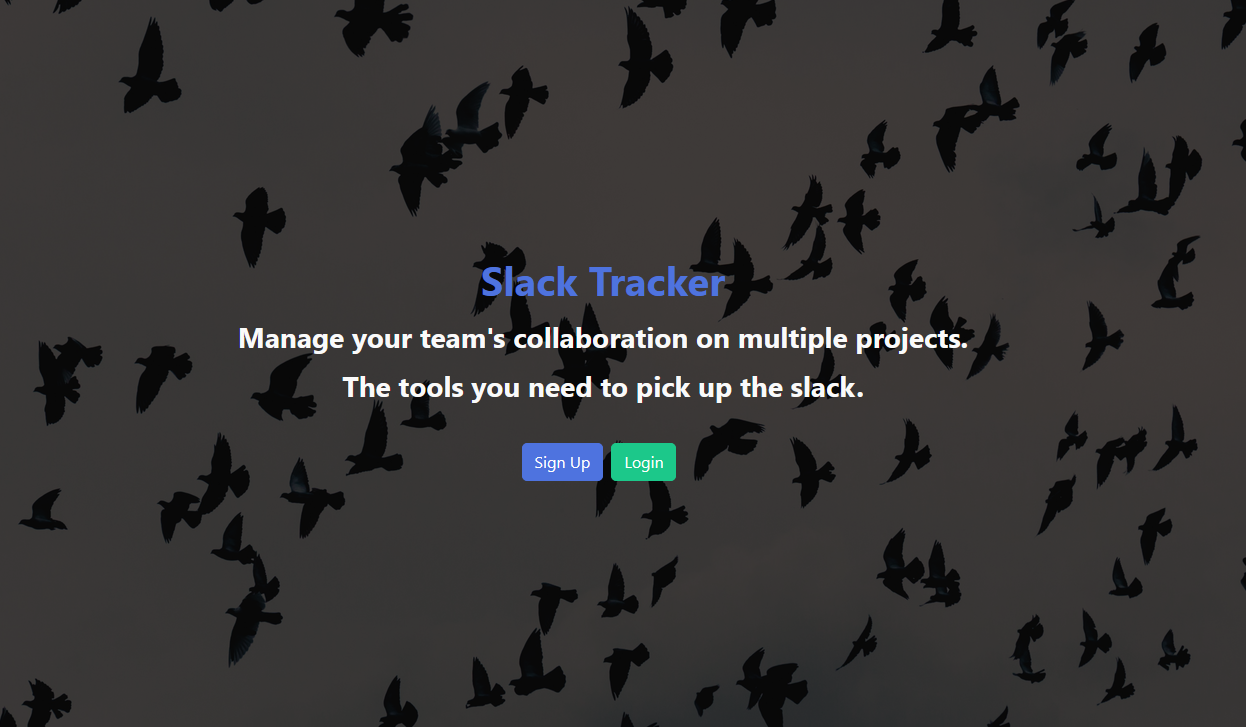 Slack Tracker
Manage your team's collaboration on multiple projects.
The tools you need to pick up the slack.
Sign Up
Login